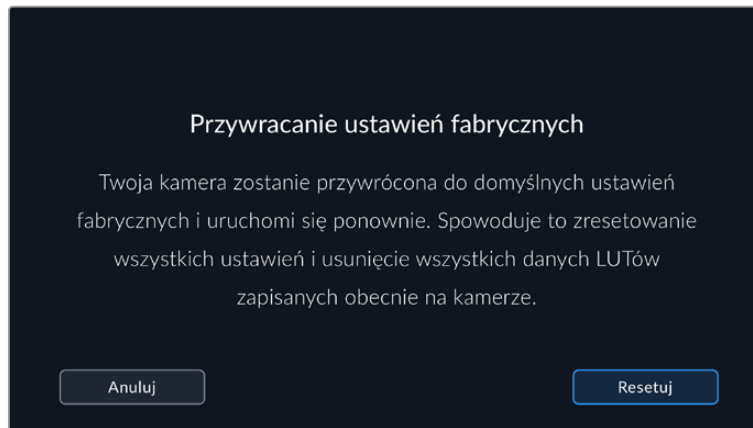 Przywracanie ustawień fabrycznych
Twoja kamera zostanie przywrócona do domyślnych ustawień
fabrycznych i uruchomi się ponownie. Spowoduje to zresetowanie
wszystkich ustawień i usunięcie wszystkich danych LUTów
zapisanych obecnie na kamerze.
Anuluj
Resetuj